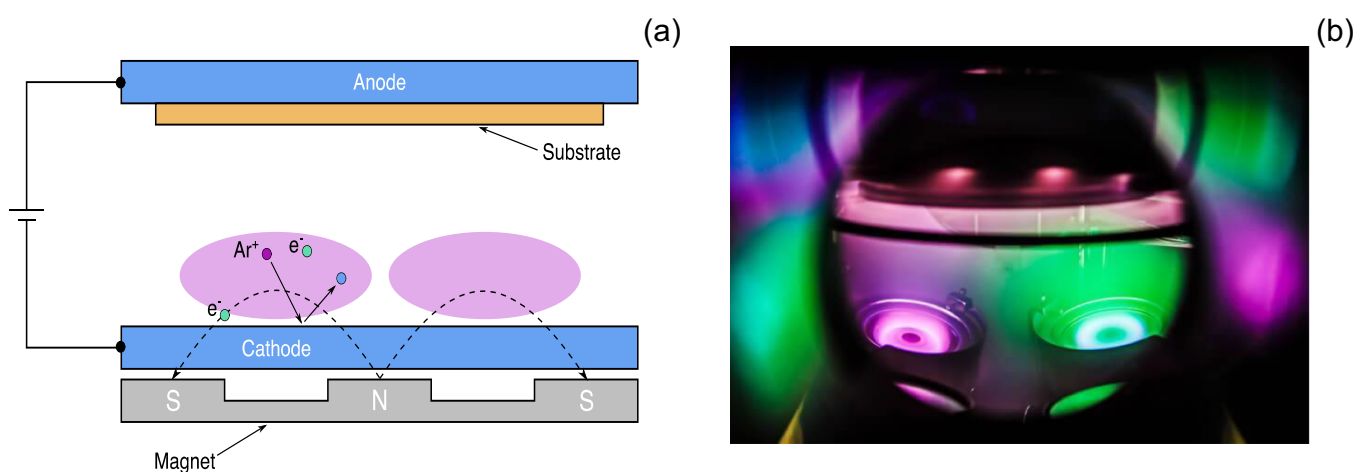 (a)
(b)
Anode
Substrate
Ar⁺
e⁻
e⁻
Cathode
S
N
S
Magnet